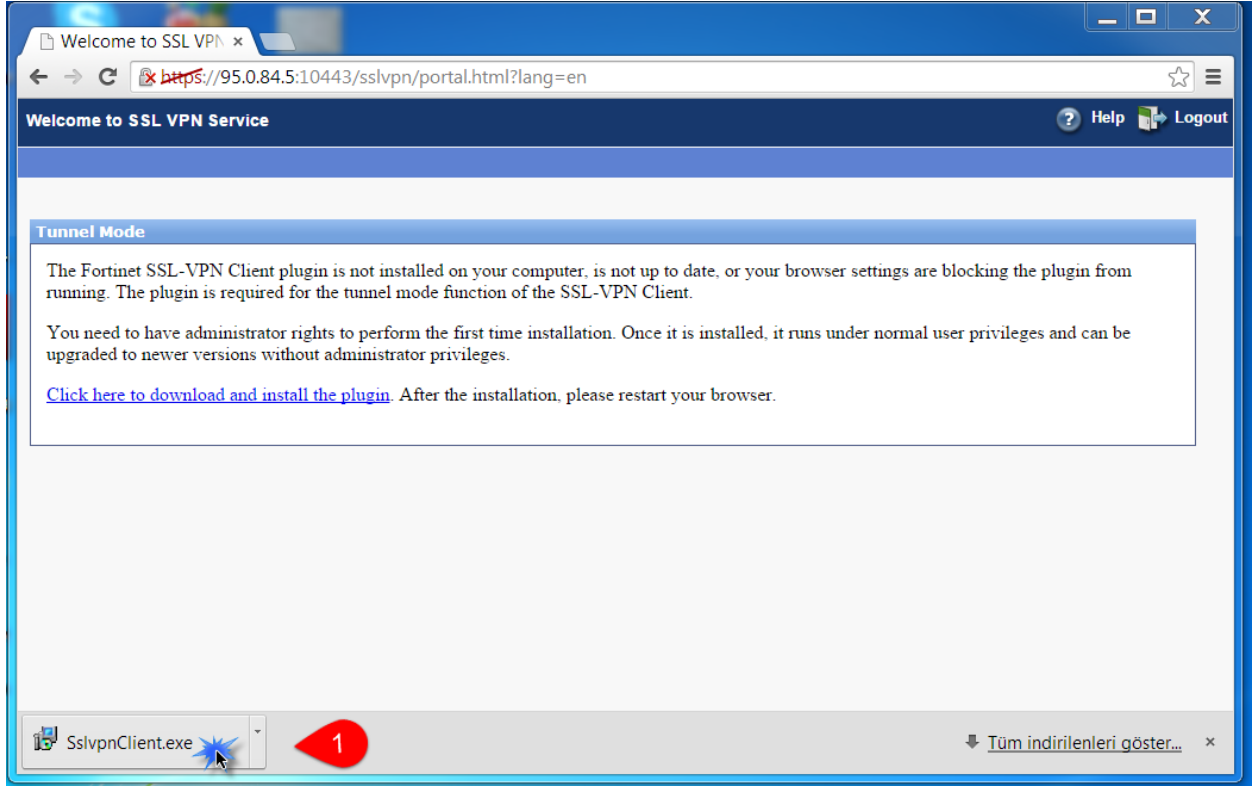 Welcome to SSL VPN
https://95.0.84.5:10443/sslvpn/portal.html?lang=en
Welcome to SSL VPN Service
Help
Logout
Tunnel Mode
The Fortinet SSL-VPN Client plugin is not installed on your computer, is not up to date, or your browser settings are blocking the plugin from
running. The plugin is required for the tunnel mode function of the SSL-VPN Client.
You need to have administrator rights to perform the first time installation. Once it is installed, it runs under normal user privileges and can be
upgraded to newer versions without administrator privileges.
Click here to download and install the plugin. After the installation, please restart your browser.
SslvpnClient.exe
1
Tüm indirilenleri göster...